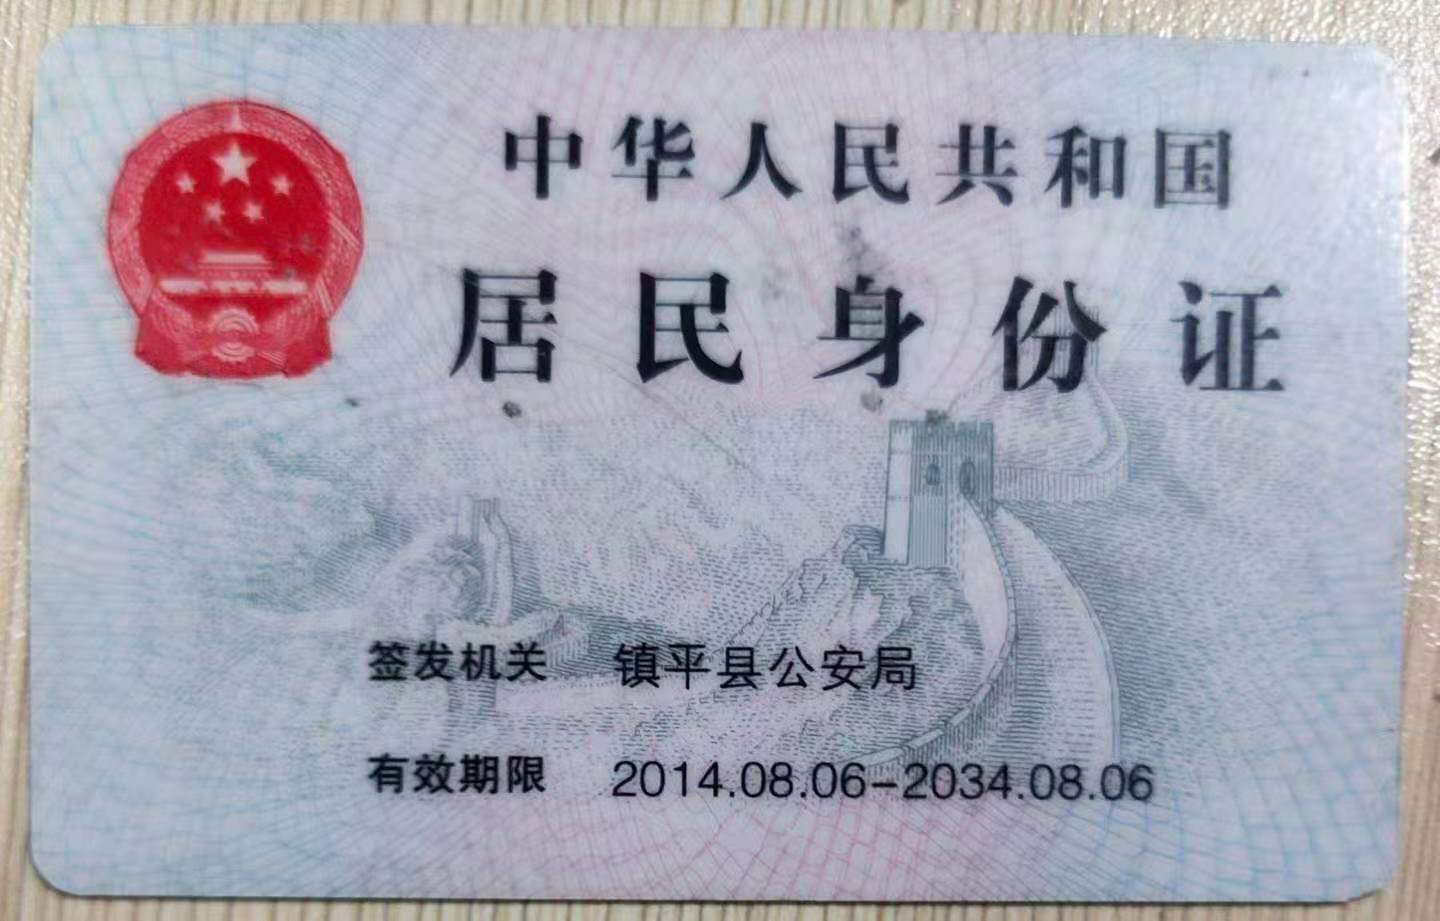 中华人民共和国
居民身份证
签发机关 镇平县公安局
有效期限 2014.08.06-2034.08.06